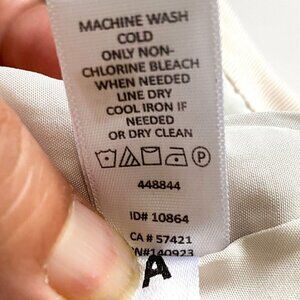 MACHINE WASH
COLD
ONLY NON-
CHLORINE BLEACH
WHEN NEEDED
LINE DRY
COOL IRON IF
NEEDED
OR DRY CLEAN
P
448844
ID# 10864
CA # 57421
N#140923
A